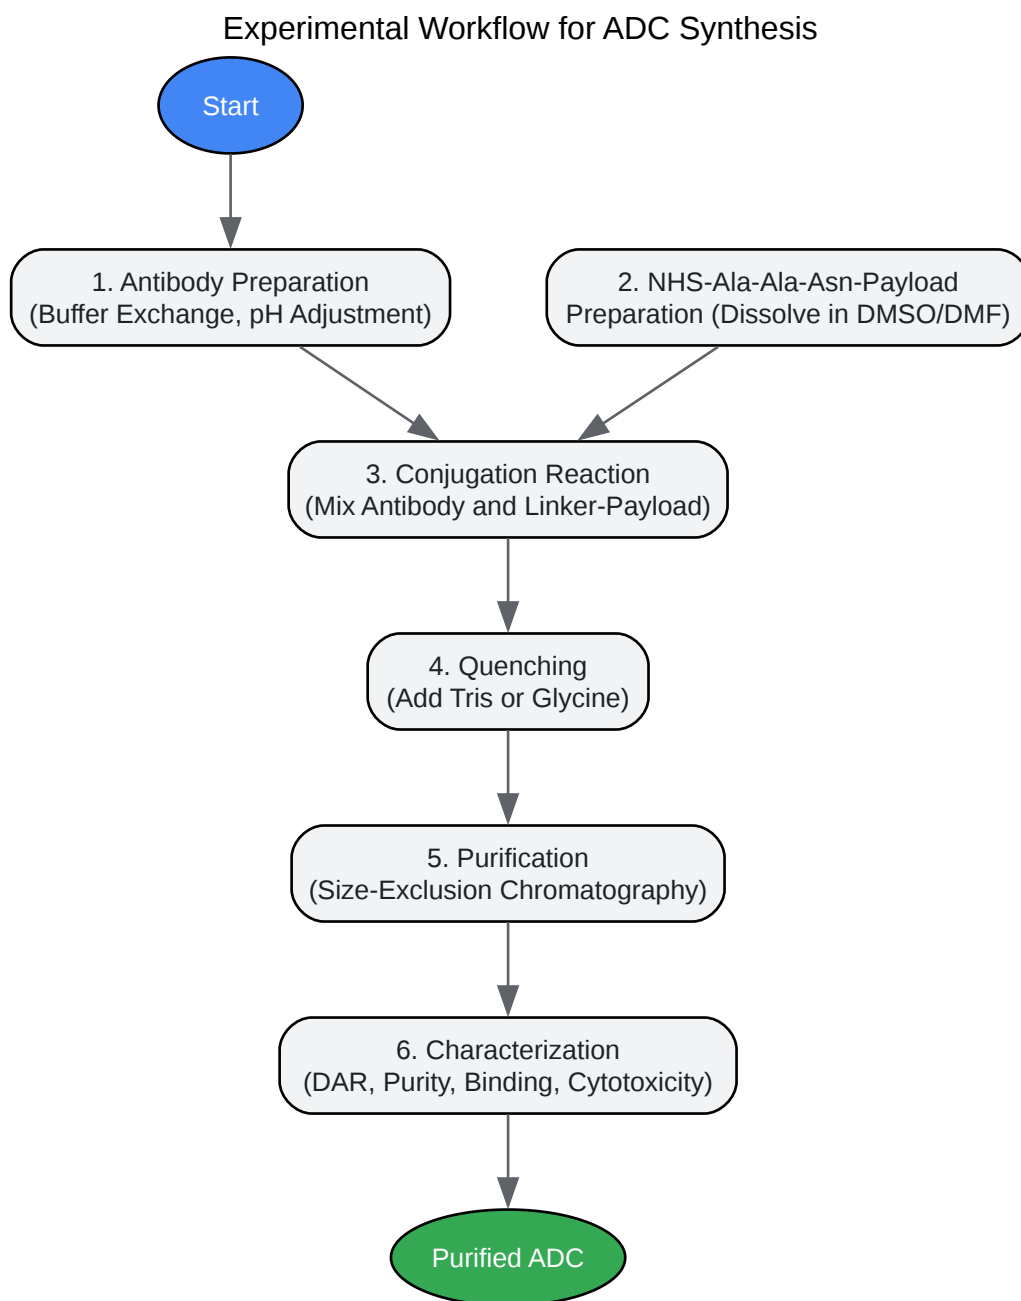 Experimental Workflow for ADC Synthesis
Start
1. Antibody Preparation
(Buffer Exchange, pH Adjustment)
2. NHS-Ala-Ala-Asn-Payload
Preparation (Dissolve in DMSO/DMF)
3. Conjugation Reaction
(Mix Antibody and Linker-Payload)
4. Quenching
(Add Tris or Glycine)
5. Purification
(Size-Exclusion Chromatography)
6. Characterization
(DAR, Purity, Binding, Cytotoxicity)
Purified ADC